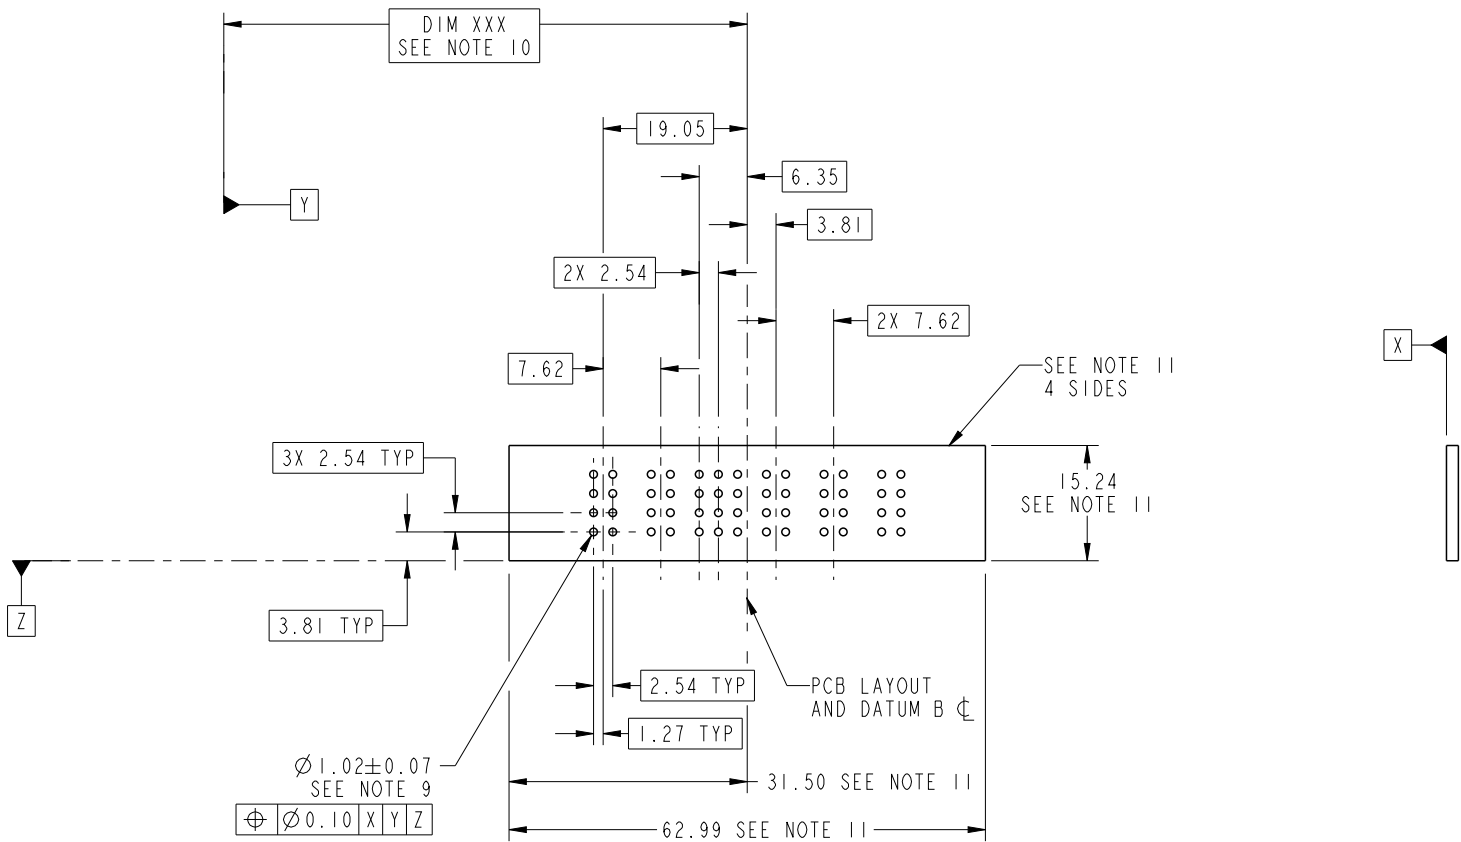 DIM XXX
SEE NOTE 10
19.05
6.35
Y
3.81
2X 2.54
2X 7.62
X
7.62
SEE NOTE 11
4 SIDES
3X 2.54 TYP
15.24
SEE NOTE 11
Z
3.81 TYP
2.54 TYP
PCB LAYOUT
AND DATUM B ℄
1.27 TYP
Ø1.02±0.07
SEE NOTE 9
31.50 SEE NOTE 11
⌖ Ø0.10 X Y Z
62.99 SEE NOTE 11